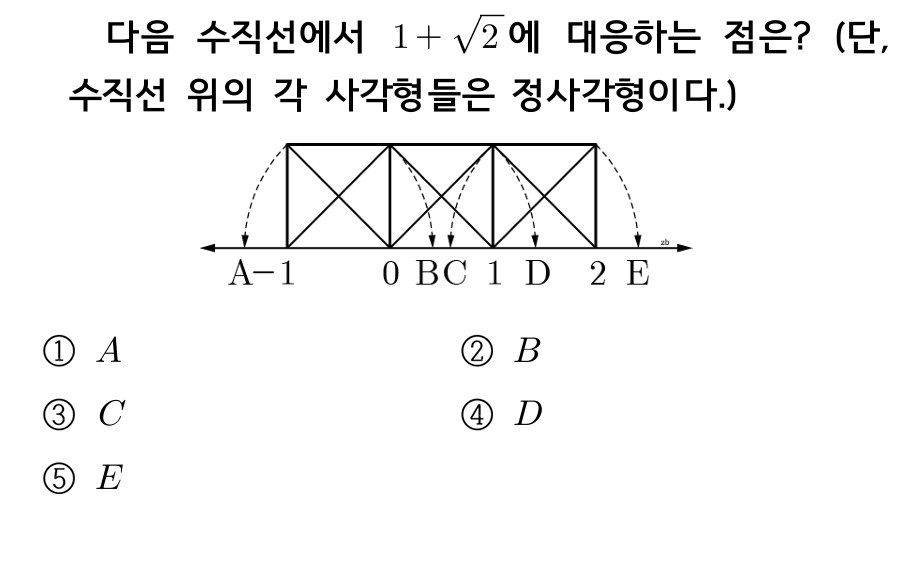 다음 수직선에서 1+√2에 대응하는 점은? (단,
수직선 위의 각 사각형들은 정사각형이다.)
zb
A−1 0 BC 1 D 2 E
① A ② B
③ C ④ D
⑤ E